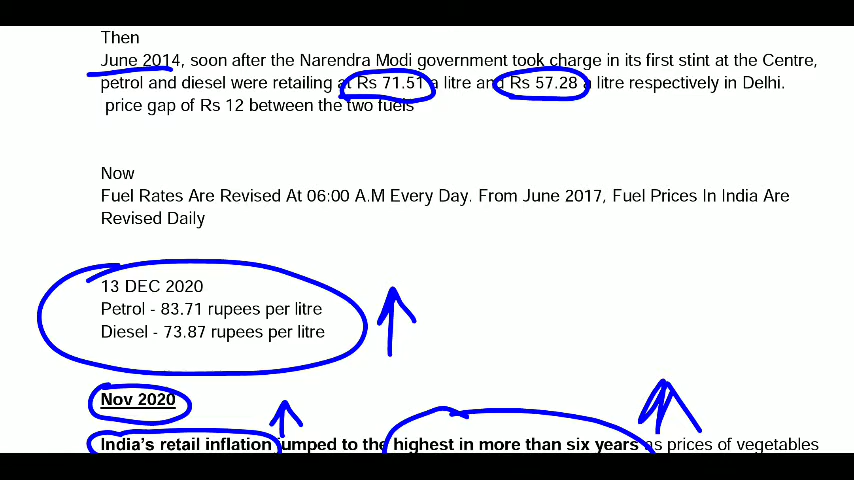 Then
June 2014, soon after the Narendra Modi government took charge in its first stint at the Centre,
petrol and diesel were retailing at Rs 71.51 a litre and Rs 57.28 a litre respectively in Delhi.
price gap of Rs 12 between the two fuels
Now
Fuel Rates Are Revised At 06:00 A.M Every Day. From June 2017, Fuel Prices In India Are
Revised Daily
13 DEC 2020
Petrol - 83.71 rupees per litre
Diesel - 73.87 rupees per litre
Nov 2020
India's retail inflation jumped to the highest in more than six years as prices of vegetables